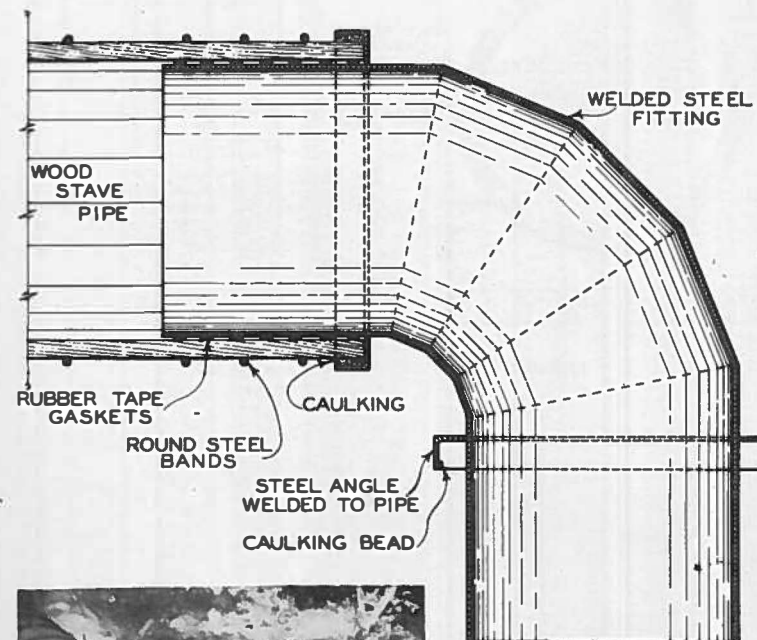 WELDED STEEL
FITTING
WOOD
STAVE
PIPE
RUBBER TAPE
GASKETS
CAULKING
ROUND STEEL
BANDS
STEEL ANGLE
WELDED TO PIPE
CAULKING BEAD